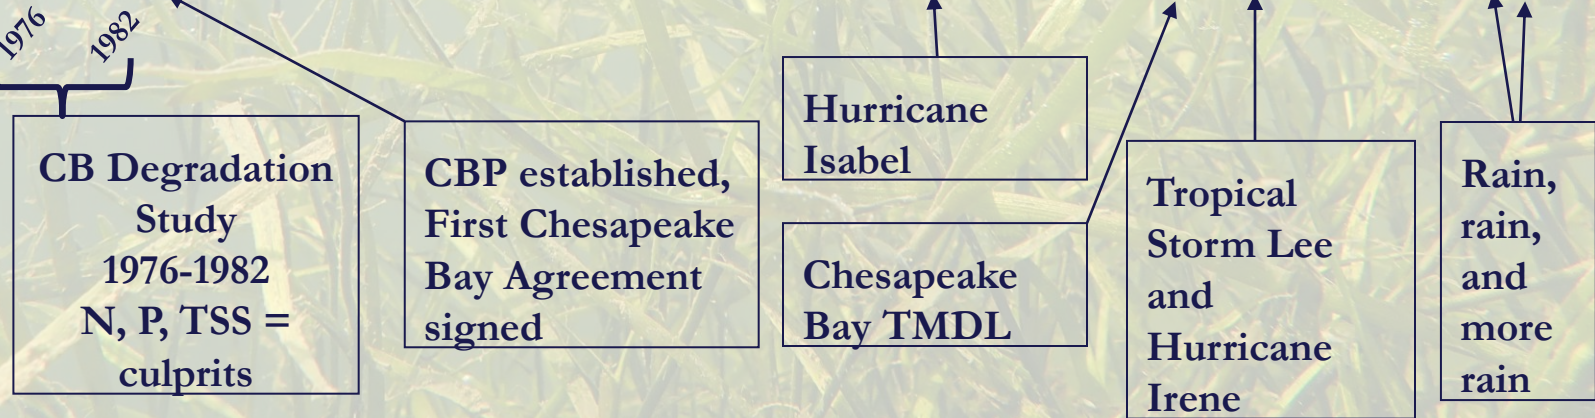 1976
1982
CB Degradation
Study
1976-1982
N, P, TSS =
culprits
CBP established,
First Chesapeake
Bay Agreement
signed
Hurricane
Isabel
Chesapeake
Bay TMDL
Tropical
Storm Lee
and
Hurricane
Irene
Rain,
rain,
and
more
rain